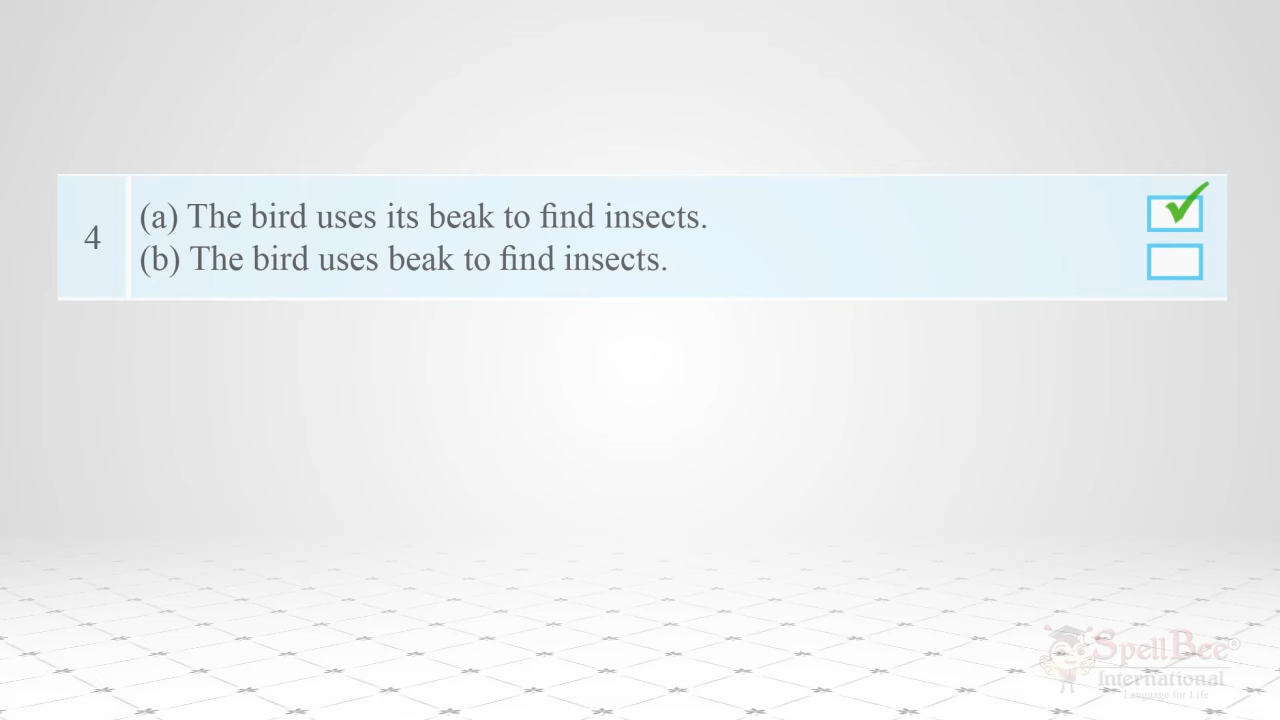 4
(a) The bird uses its beak to find insects.
(b) The bird uses beak to find insects.
SpellBee®
International
Language for Life